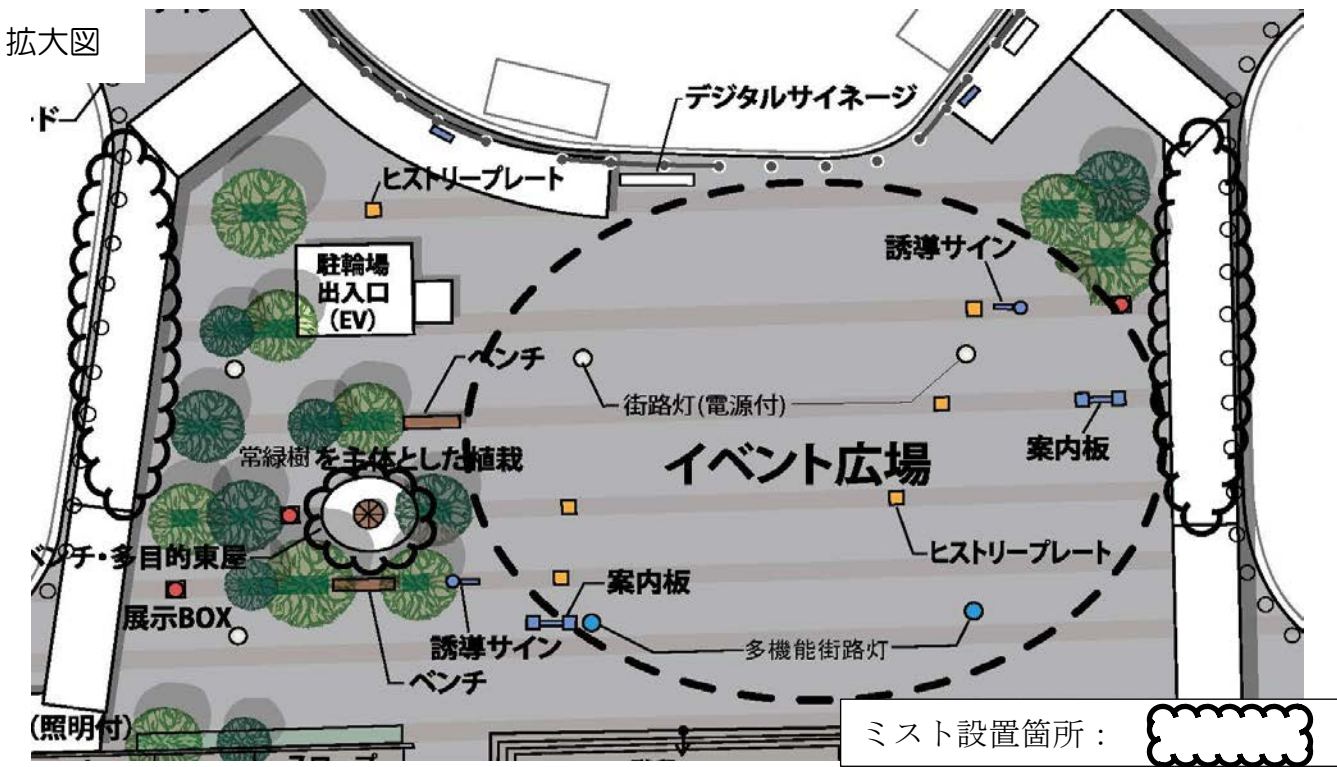 拡大図
デジタルサイネージ
ド
ヒストリープレート
誘導サイン
駐輪場
出入口
(EV)
ベンチ
街路灯(電源付)
案内板
イベント広場
常緑樹を主体とした植栽
ベンチ・多目的東屋
ヒストリープレート
案内板
展示BOX
誘導サイン
多機能街路灯
ベンチ
(照明付)
ミスト設置箇所:
スロープ